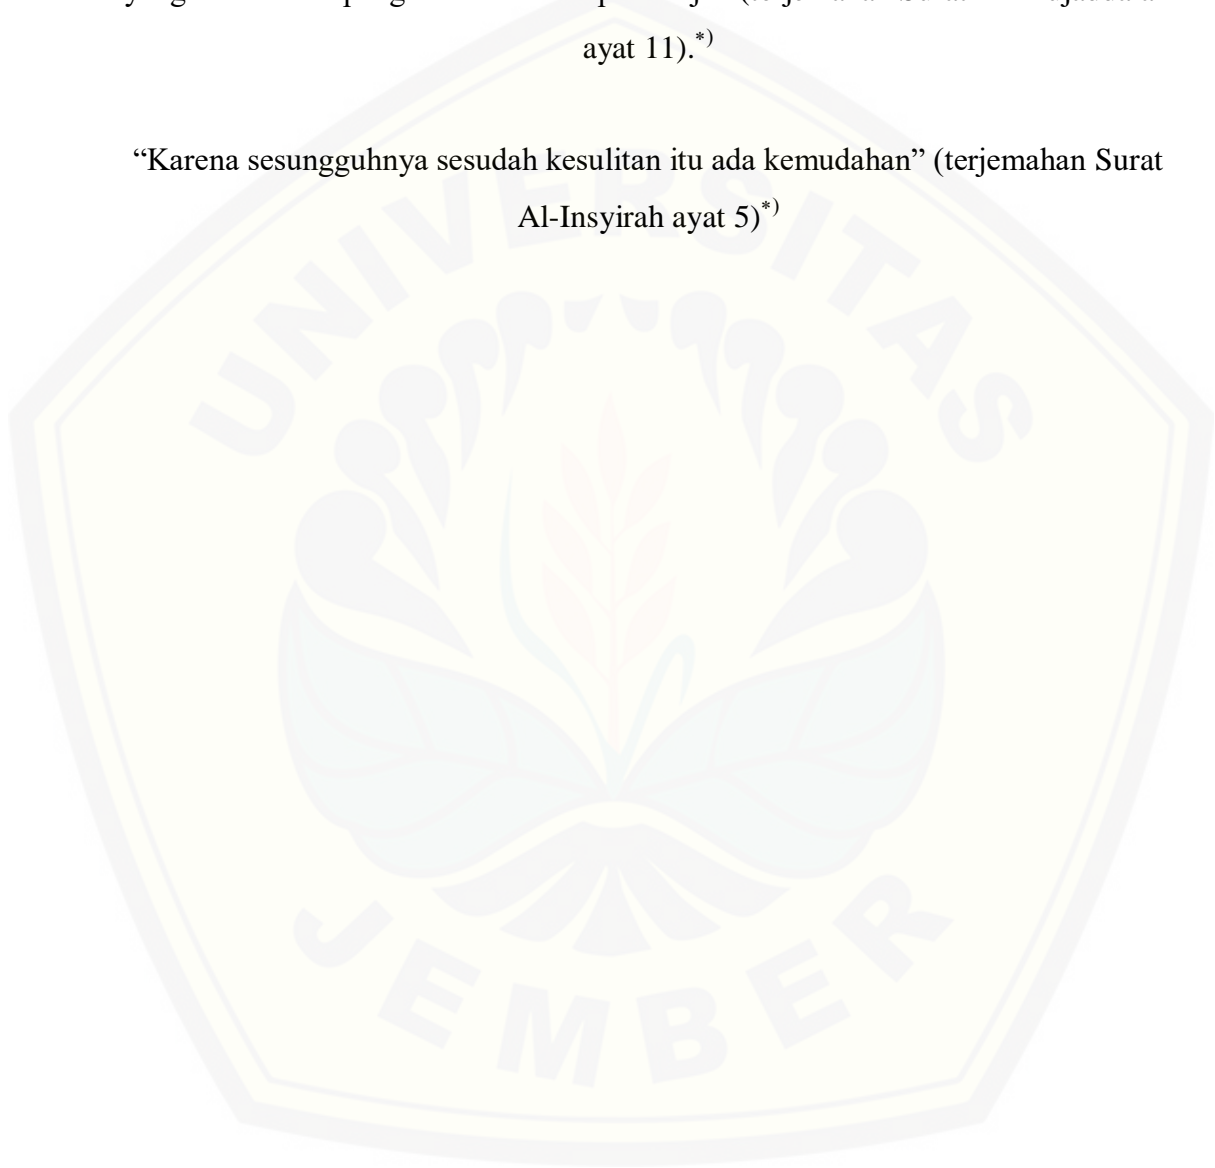 ayat 11).*)
“Karena sesungguhnya sesudah kesulitan itu ada kemudahan” (terjemahan Surat
Al-Insyirah ayat 5)*)
UNIVERSITAS
JEMBER